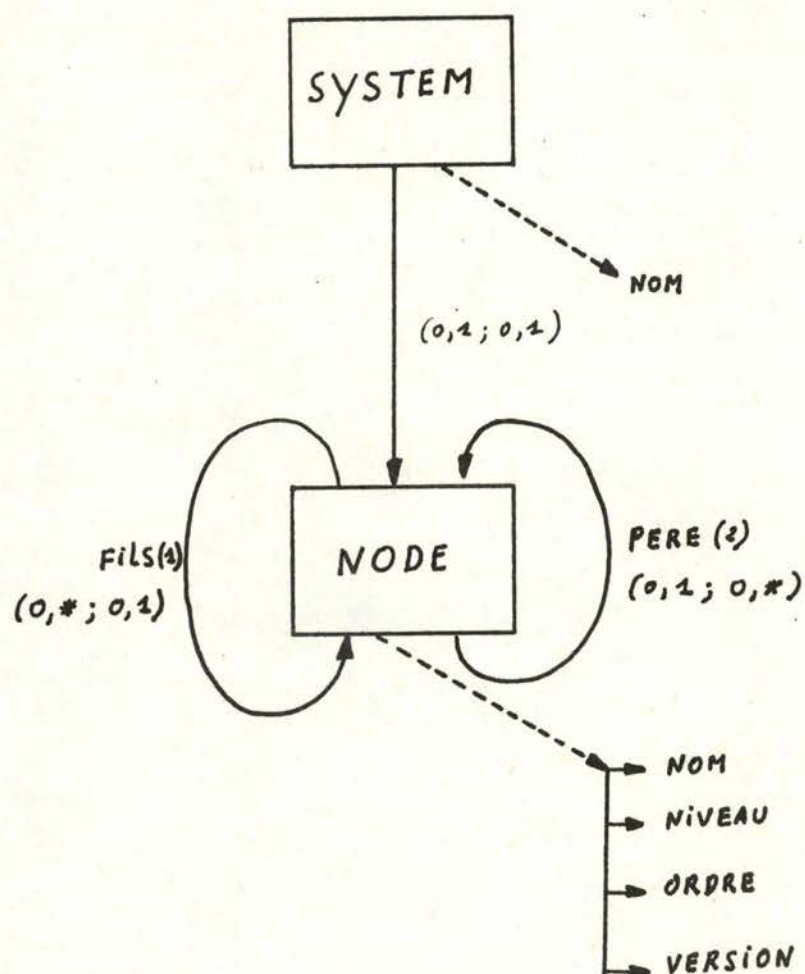 SYSTEM
NOM
(0,1; 0,1)
FiLS(1)
(0,*; 0,1)
NODE
PERE (2)
(0,1; 0,*)
NOM
NiVEAU
ORDRE
VERSiON